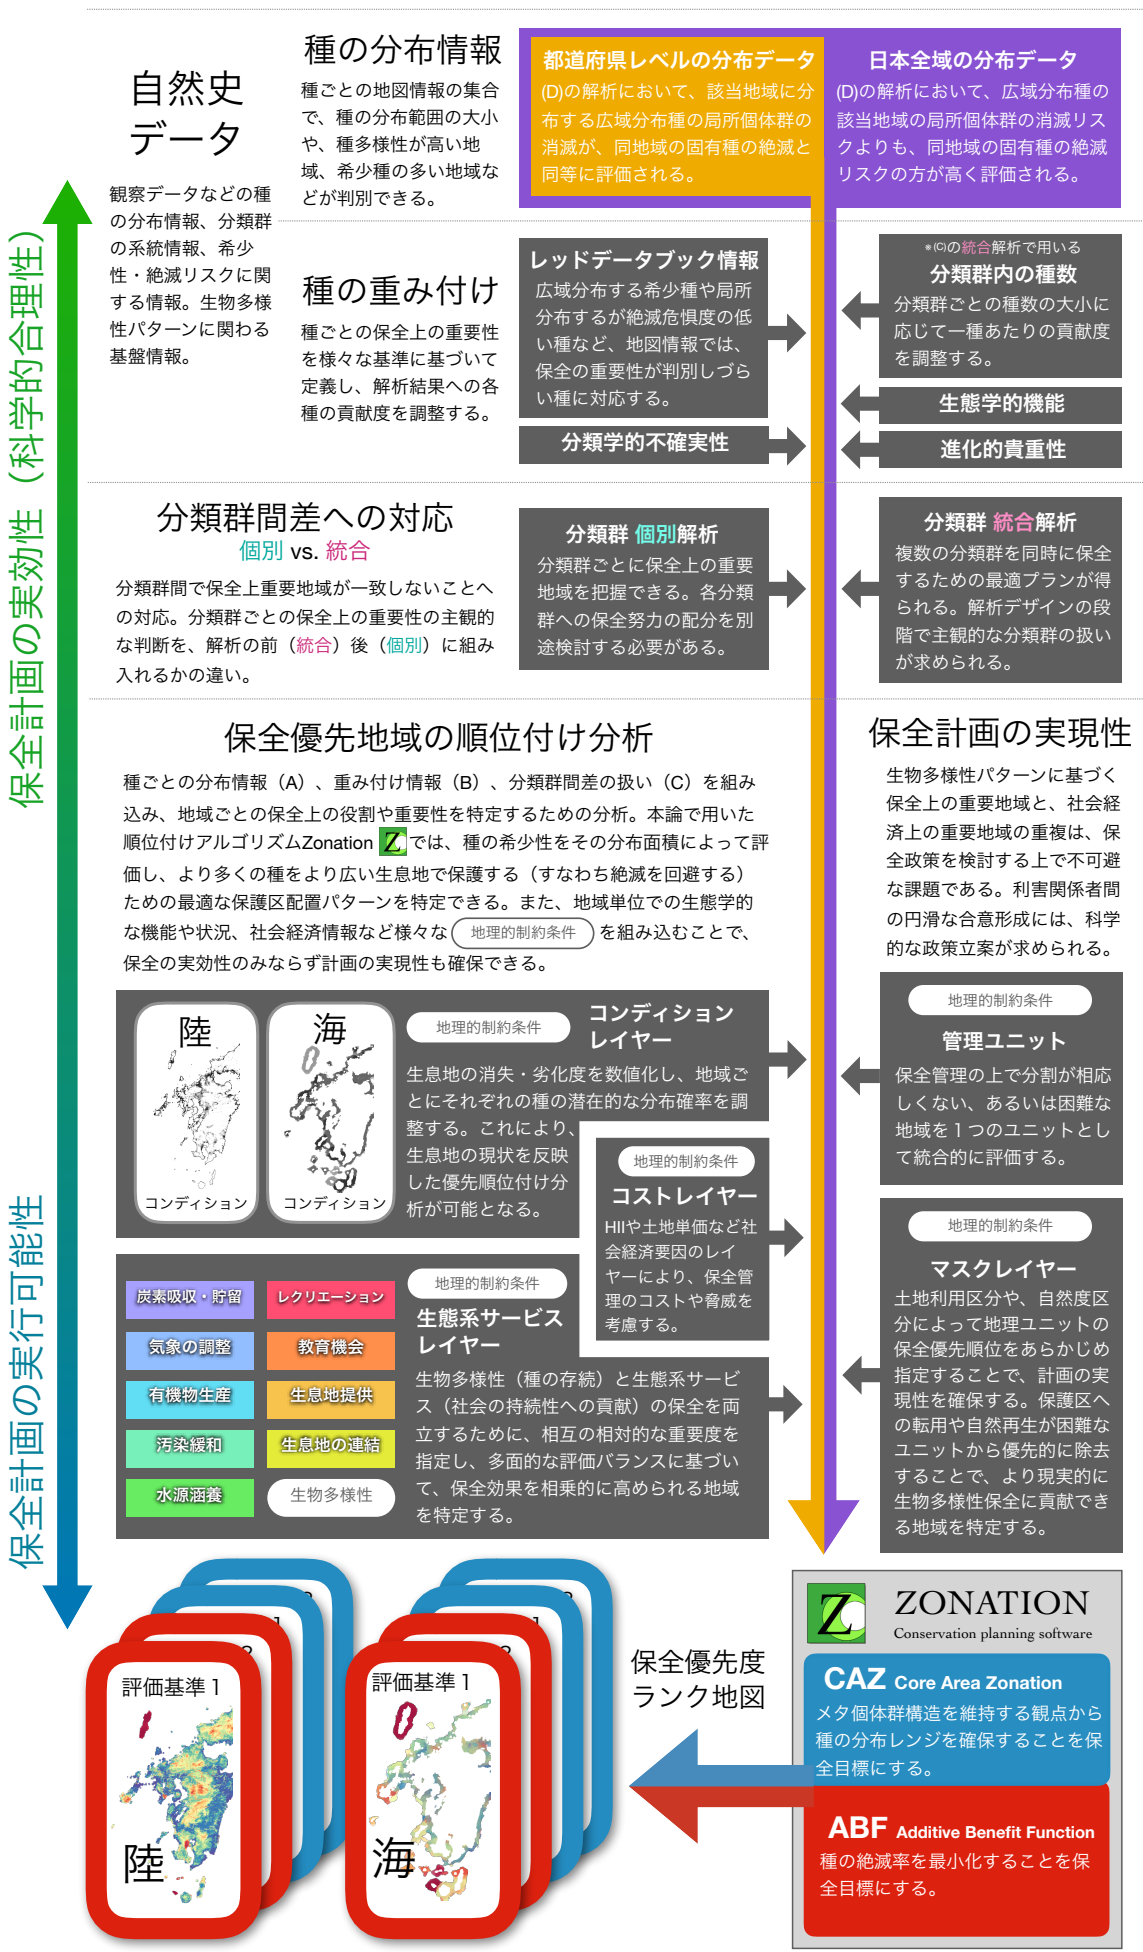 保全計画の実効性（科学的合理性）
保全計画の実行可能性
自然史
データ
観察データなどの種
の分布情報、分類群
の系統情報、希少
性・絶滅リスクに関
する情報。生物多様
性パターンに関わる
基盤情報。
種の分布情報
種ごとの地図情報の集合
で、種の分布範囲の大小
や、種多様性が高い地
域、希少種の多い地域な
どが判別できる。
都道府県レベルの分布データ
(D)の解析において、該当地域に分
布する広域分布種の局所個体群の
消滅が、同地域の固有種の絶滅と
同等に評価される。
日本全域の分布データ
(D)の解析において、広域分布種の
該当地域の局所個体群の消滅リス
クよりも、同地域の固有種の絶滅
リスクの方が高く評価される。
種の重み付け
種ごとの保全上の重要性
を様々な基準に基づいて
定義し、解析結果への各
種の貢献度を調整する。
レッドデータブック情報
広域分布する希少種や局所
分布するが絶滅危惧度の低
い種など、地図情報では、
保全の重要性が判別しづら
い種に対応する。
分類学的不確実性
※(C)の統合解析で用いる
分類群内の種数
分類群ごとの種数の大小に
応じて一種あたりの貢献度
を調整する。
生態学的機能
進化的貴重性
分類群間差への対応
個別 vs. 統合
分類群間で保全上重要地域が一致しないことへ
の対応。分類群ごとの保全上の重要性の主観的
な判断を、解析の前（統合）後（個別）に組み
入れるかの違い。
分類群 個別解析
分類群ごとに保全上の重要
地域を把握できる。各分類
群への保全努力の配分を別
途検討する必要がある。
分類群 統合解析
複数の分類群を同時に保全
するための最適プランが得
られる。解析デザインの段
階で主観的な分類群の扱い
が求められる。
保全優先地域の順位付け分析
種ごとの分布情報（A）、重み付け情報（B）、分類群間差の扱い（C）を組み
込み、地域ごとの保全上の役割や重要性を特定するための分析。本論で用いた
順位付けアルゴリズムZonation Zでは、種の希少性をその分布面積によって評
価し、より多くの種をより広い生息地で保護する（すなわち絶滅を回避する）
ための最適な保護区配置パターンを特定できる。また、地域単位での生態学的
な機能や状況、社会経済情報など様々な 地理的制約条件 を組み込むことで、
保全の実効性のみならず計画の実現性も確保できる。
保全計画の実現性
生物多様性パターンに基づく
保全上の重要地域と、社会経
済上の重要地域の重複は、保
全政策を検討する上で不可避
な課題である。利害関係者間
の円滑な合意形成には、科学
的な政策立案が求められる。
陸
コンディション
海
コンディション
地理的制約条件
コンディション
レイヤー
生息地の消失・劣化度を数値化し、地域ご
とにそれぞれの種の潜在的な分布確率を調
整する。これにより、
生息地の現状を反映
した優先順位付け分
析が可能となる。
地理的制約条件
コストレイヤー
HIIや土地単価など社
会経済要因のレイ
ヤーにより、保全管
理のコストや脅威を
考慮する。
地理的制約条件
管理ユニット
保全管理の上で分割が相応
しくない、あるいは困難な
地域を１つのユニットとし
て統合的に評価する。
地理的制約条件
マスクレイヤー
土地利用区分や、自然度区
分によって地理ユニットの
保全優先順位をあらかじめ
指定することで、計画の実
現性を確保する。保護区へ
の転用や自然再生が困難な
ユニットから優先的に除去
することで、より現実的に
生物多様性保全に貢献でき
る地域を特定する。
炭素吸収・貯留
レクリエーション
気象の調整
教育機会
有機物生産
生息地提供
汚染緩和
生息地の連結
水源涵養
生物多様性
地理的制約条件
生態系サービス
レイヤー
生物多様性（種の存続）と生態系サービ
ス（社会の持続性への貢献）の保全を両
立するために、相互の相対的な重要度を
指定し、多面的な評価バランスに基づい
て、保全効果を相乗的に高められる地域
を特定する。
評価基準１
陸
評価基準１
海
保全優先度
ランク地図
Z
ZONATION
Conservation planning software
CAZ Core Area Zonation
メタ個体群構造を維持する観点から
種の分布レンジを確保することを保
全目標にする。
ABF Additive Benefit Function
種の絶滅率を最小化することを保
全目標にする。